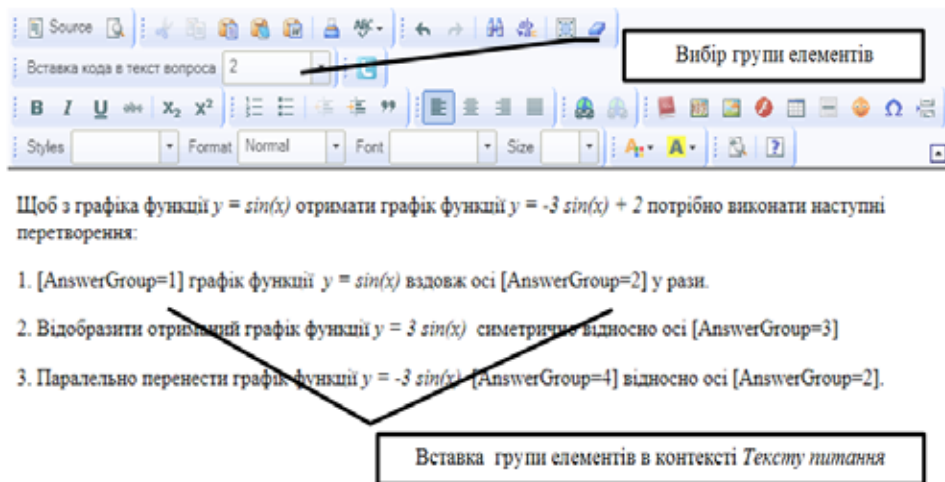 Source
Вставка кода в текст вопроса 2
Вибір групи елементів
B I U abc X₂ X²
Styles Format Normal Font Size
Щоб з графіка функції y = sin(x) отримати графік функції y = -3 sin(x) + 2 потрібно виконати наступні
перетворення:
1. [AnswerGroup=1] графік функції y = sin(x) вздовж осі [AnswerGroup=2] у рази.
2. Відобразити отриманий графік функції y = 3 sin(x) симетрично відносно осі [AnswerGroup=3]
3. Паралельно перенести графік функції y = -3 sin(x) [AnswerGroup=4] відносно осі [AnswerGroup=2].
Вставка групи елементів в контексті Тексту питання